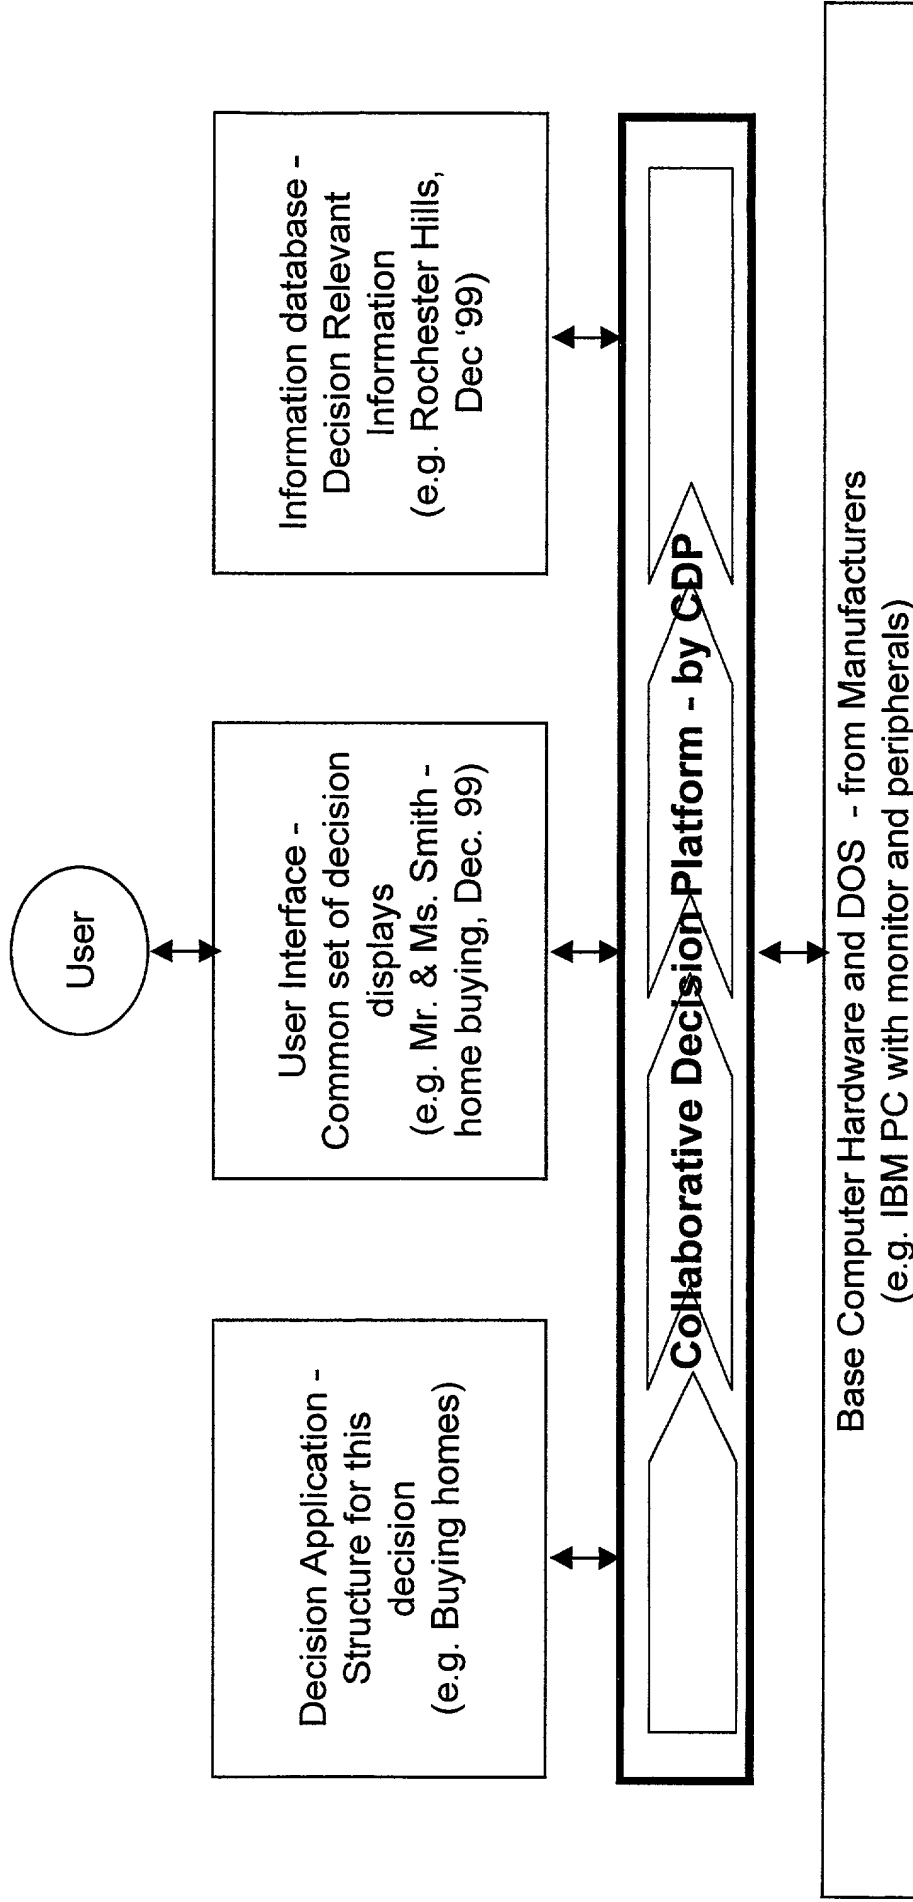 User
Decision Application -
Structure for this
decision
(e.g. Buying homes)
User Interface -
Common set of decision
displays
(e.g. Mr. & Ms. Smith -
home buying, Dec. 99)
Information database -
Decision Relevant
Information
(e.g. Rochester Hills,
Dec ‘99)
Collaborative Decision Platform - by CDP
Base Computer Hardware and DOS - from Manufacturers
(e.g. IBM PC with monitor and peripherals)